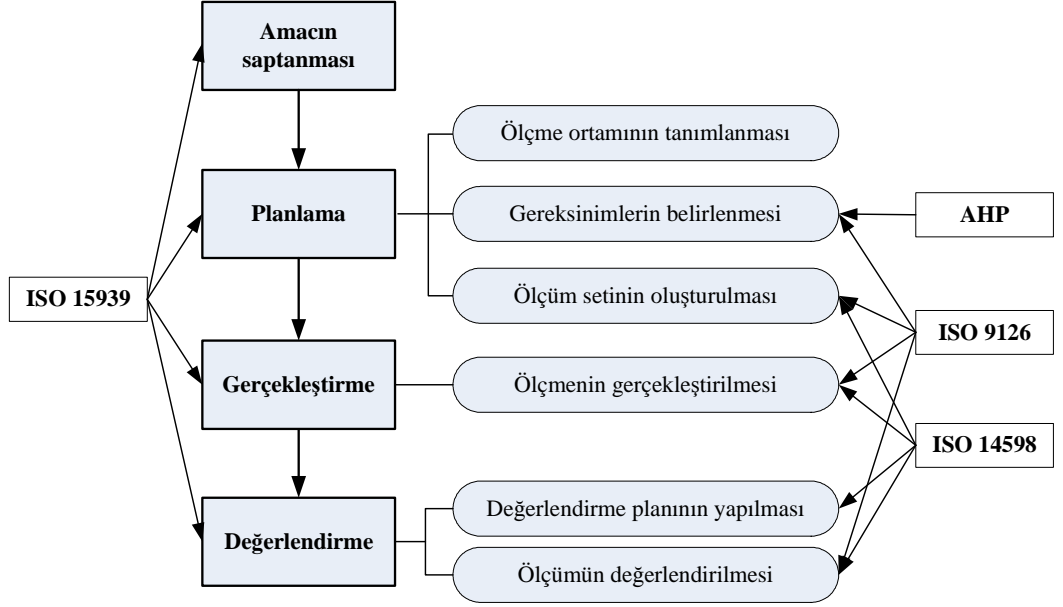 Amacın
saptanması
Ölçme ortamının tanımlanması
Planlama
Gereksinimlerin belirlenmesi
AHP
ISO 15939
Ölçüm setinin oluşturulması
ISO 9126
Gerçekleştirme
Ölçmenin gerçekleştirilmesi
ISO 14598
Değerlendirme planının yapılması
Değerlendirme
Ölçümün değerlendirilmesi